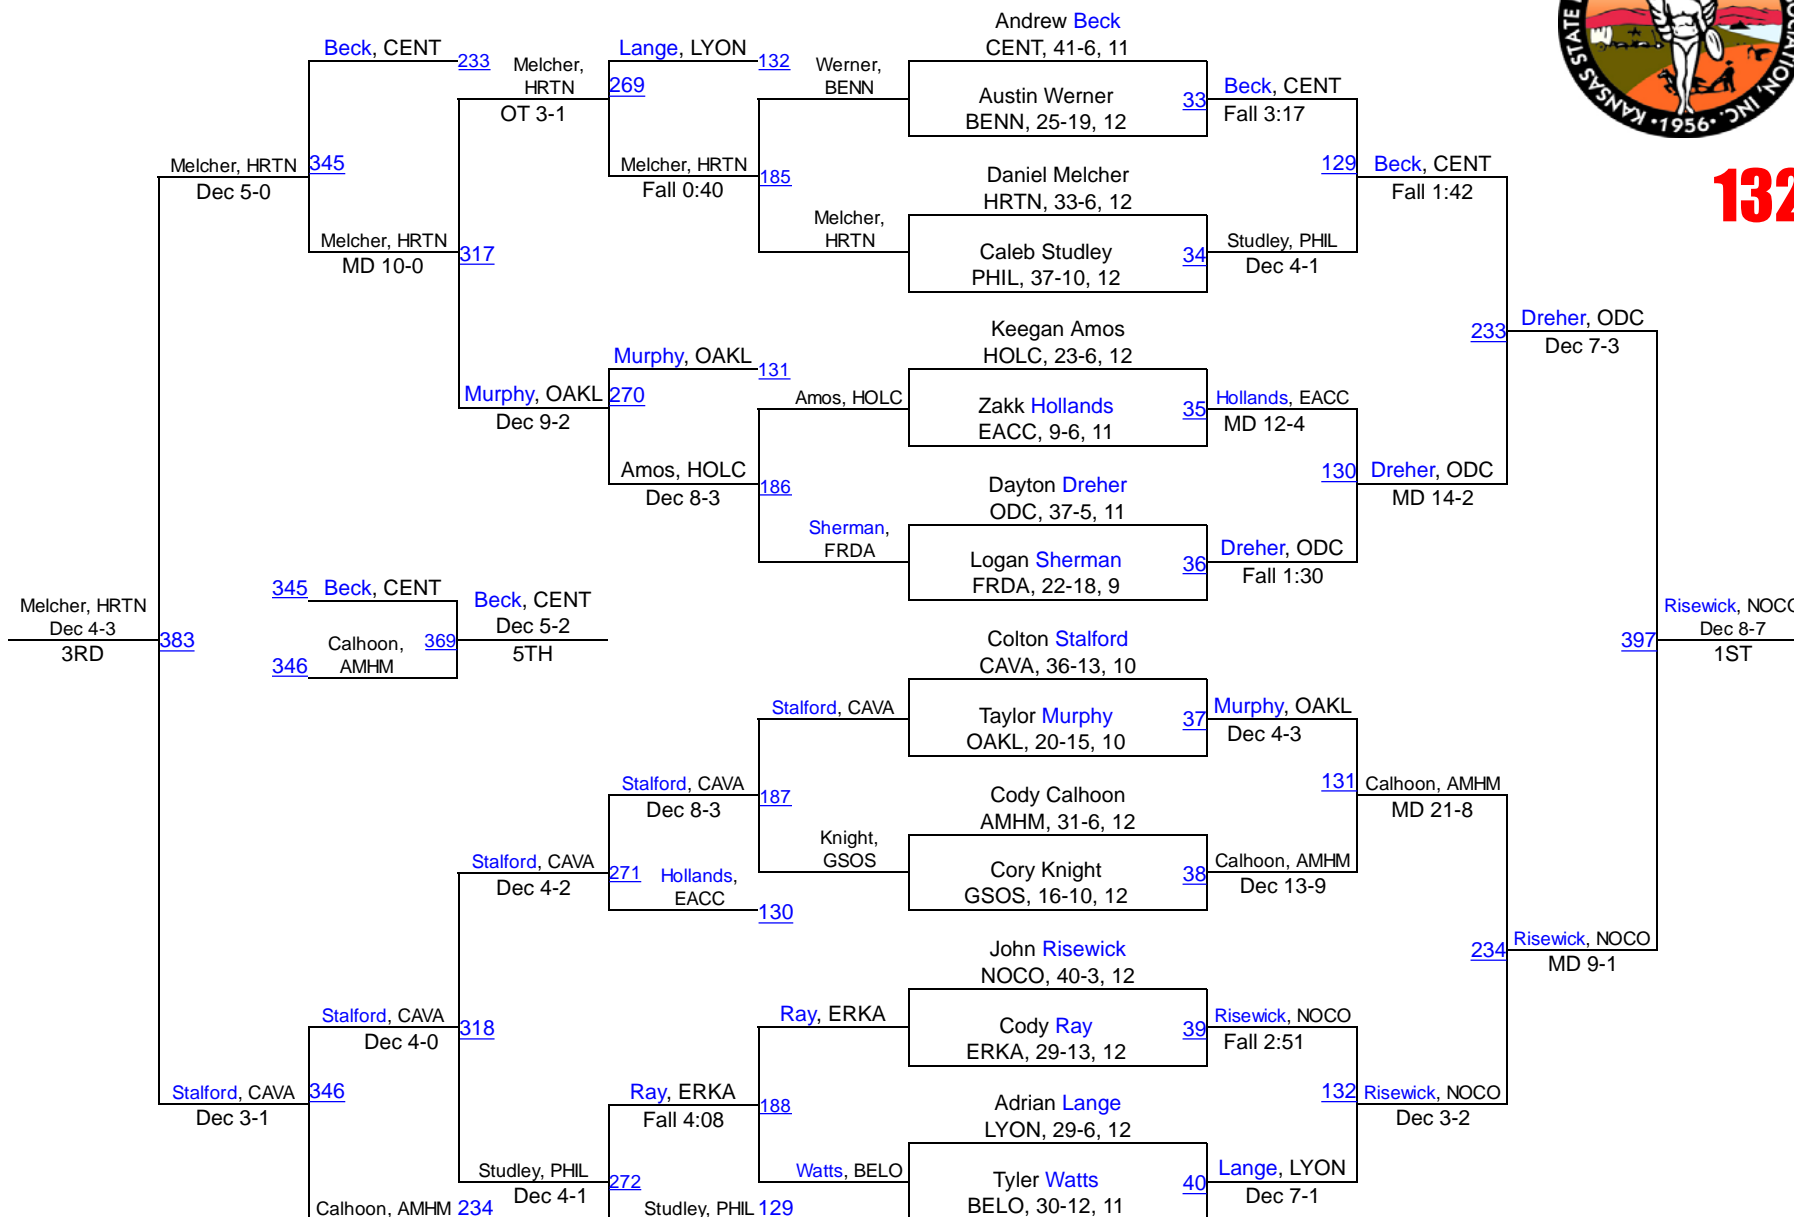 Andrew Beck
CENT, 41-6, 11
Austin Werner
BENN, 25-19, 12
Daniel Melcher
HRTN, 33-6, 12
Caleb Studley
PHIL, 37-10, 12
Keegan Amos
HOLC, 23-6, 12
Zakk Hollands
EACC, 9-6, 11
Dayton Dreher
ODC, 37-5, 11
Logan Sherman
FRDA, 22-18, 9
Colton Stalford
CAVA, 36-13, 10
Taylor Murphy
OAKL, 20-15, 10
Cody Calhoon
AMHM, 31-6, 12
Cory Knight
GSOS, 16-10, 12
John Risewick
NOCO, 40-3, 12
Cody Ray
ERKA, 29-13, 12
Adrian Lange
LYON, 29-6, 12
Tyler Watts
BELO, 30-12, 11
33
Beck, CENT
Fall 3:17
34
Studley, PHIL
Dec 4-1
35
Hollands, EACC
MD 12-4
36
Dreher, ODC
Fall 1:30
37
Murphy, OAKL
Dec 4-3
38
Calhoon, AMHM
Dec 13-9
39
Risewick, NOCO
Fall 2:51
40
Lange, LYON
Dec 7-1
129
Beck, CENT
Fall 1:42
130
Dreher, ODC
MD 14-2
131
Calhoon, AMHM
MD 21-8
132
Risewick, NOCO
Dec 3-2
233
Dreher, ODC
Dec 7-3
234
Risewick, NOCO
MD 9-1
397
Risewick, NOCO
Dec 8-7
1ST
Werner,
BENN
Melcher,
HRTN
Amos, HOLC
Sherman,
FRDA
Stalford, CAVA
Knight,
GSOS
Ray, ERKA
Watts, BELO
Lange, LYON
132
185
Melcher, HRTN
Fall 0:40
Murphy, OAKL
131
186
Amos, HOLC
Dec 8-3
Stalford, CAVA
Dec 8-3
187
Hollands,
EACC
130
Ray, ERKA
Fall 4:08
188
Studley, PHIL
129
Melcher,
HRTN
OT 3-1
269
Murphy, OAKL
Dec 9-2
270
Stalford, CAVA
Dec 4-2
271
Studley, PHIL
Dec 4-1
272
Beck, CENT
233
Melcher, HRTN
MD 10-0
317
Stalford, CAVA
Dec 4-0
318
Calhoon, AMHM
234
Melcher, HRTN
Dec 5-0
345
Stalford, CAVA
Dec 3-1
346
345
Beck, CENT
346
Calhoon,
AMHM
369
Beck, CENT
Dec 5-2
5TH
Melcher, HRTN
Dec 4-3
3RD
383
KANSAS STATE
INC.
•1956•
132